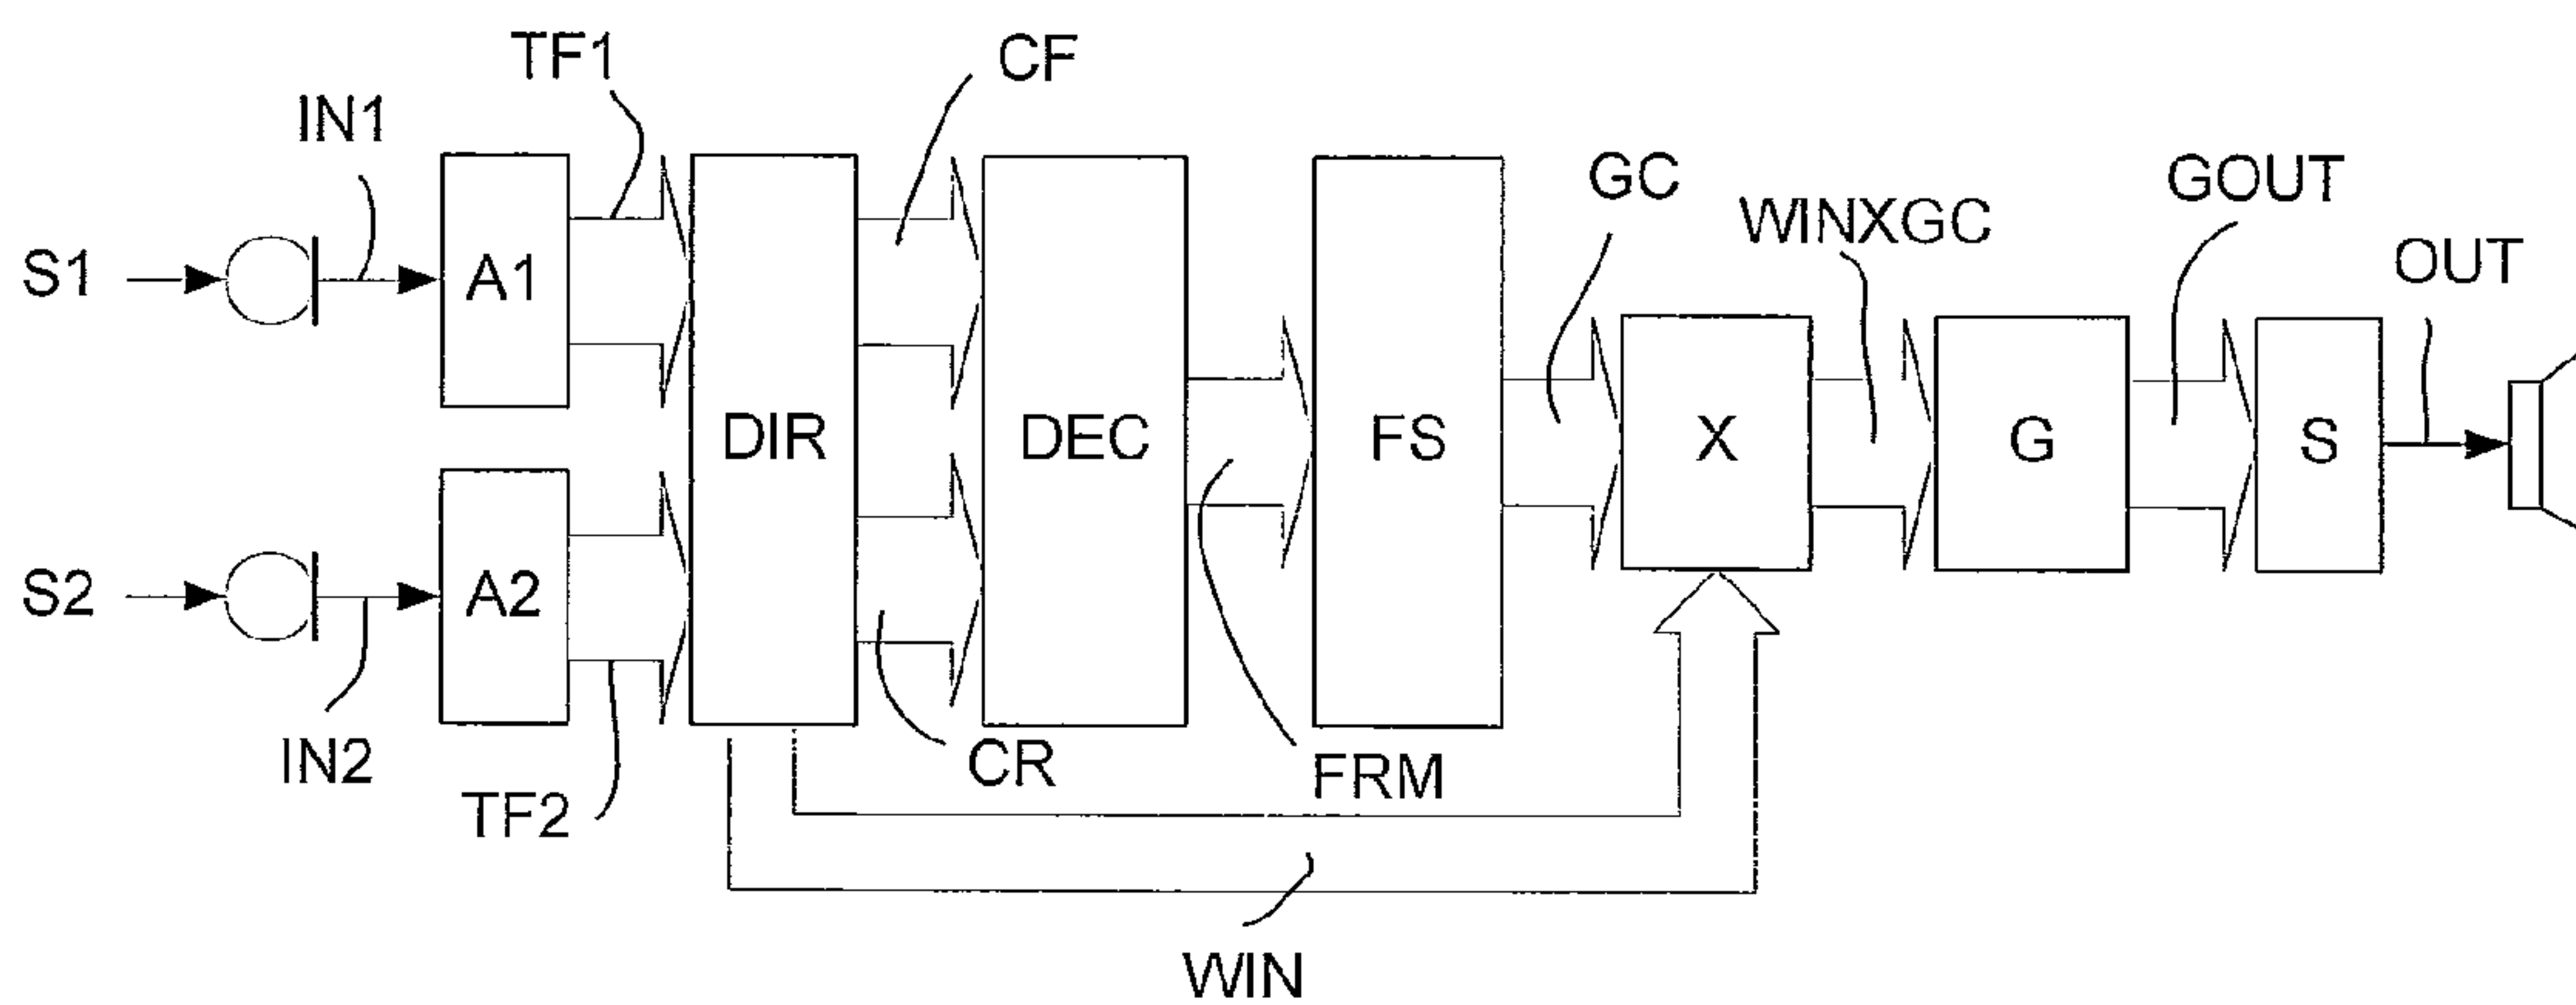 TF1
CF
IN1
GC
GOUT
WINXGC
OUT
S1
A1
DIR
DEC
FS
X
G
S
S2
A2
IN2
CR
FRM
TF2
WIN